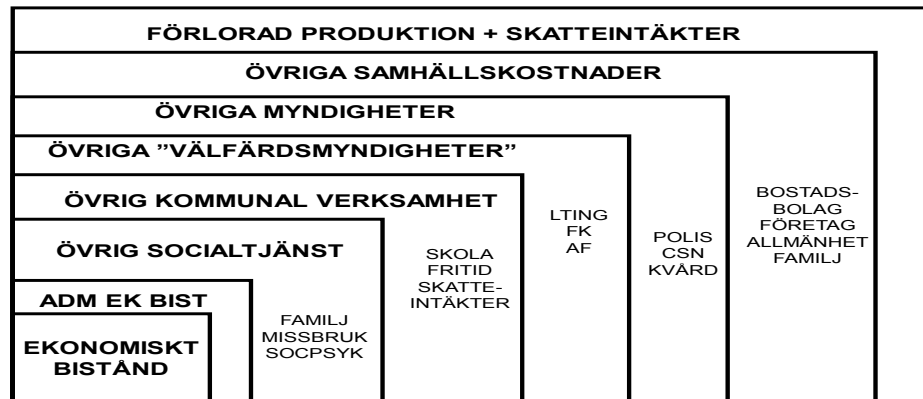 FÖRLORAD PRODUKTION + SKATTEINTÄKTER
ÖVRIGA SAMHÄLLSKOSTNADER
ÖVRIGA MYNDIGHETER
ÖVRIGA ”VÄLFÄRDSMYNDIGHETER”
ÖVRIG KOMMUNAL VERKSAMHET
ÖVRIG SOCIALTJÄNST
ADM EK BIST
EKONOMISKT
BISTÅND
FAMILJ
MISSBRUK
SOCPSYK
SKOLA
FRITID
SKATTE-
INTÄKTER
LTING
FK
AF
POLIS
CSN
KVÅRD
BOSTADS-
BOLAG
FÖRETAG
ALLMÄNHET
FAMILJ